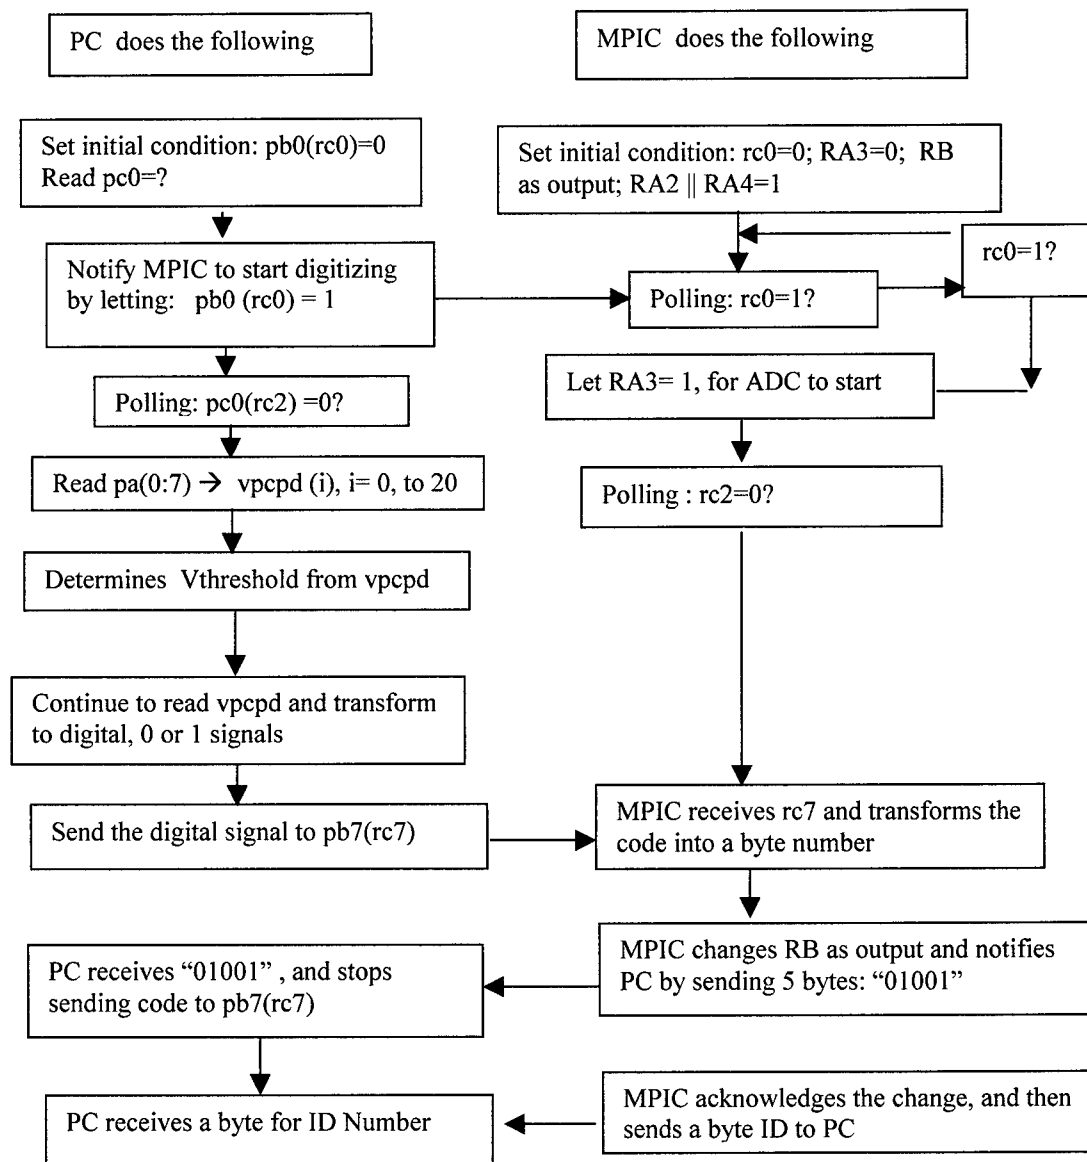 PC does the following
MPIC does the following
Set initial condition: pb0(rc0)=0
Read pc0=?
Set initial condition: rc0=0; RA3=0; RB
as output; RA2 || RA4=1
rc0=1?
Notify MPIC to start digitizing
by letting: pb0 (rc0) = 1
Polling: rc0=1?
Polling: pc0(rc2) =0?
Let RA3= 1, for ADC to start
Read pa(0:7) → vpcpd (i), i= 0, to 20
Polling : rc2=0?
Determines Vthreshold from vpcpd
Continue to read vpcpd and transform
to digital, 0 or 1 signals
Send the digital signal to pb7(rc7)
MPIC receives rc7 and transforms the
code into a byte number
MPIC changes RB as output and notifies
PC by sending 5 bytes: “01001”
PC receives “01001” , and stops
sending code to pb7(rc7)
MPIC acknowledges the change, and then
sends a byte ID to PC
PC receives a byte for ID Number